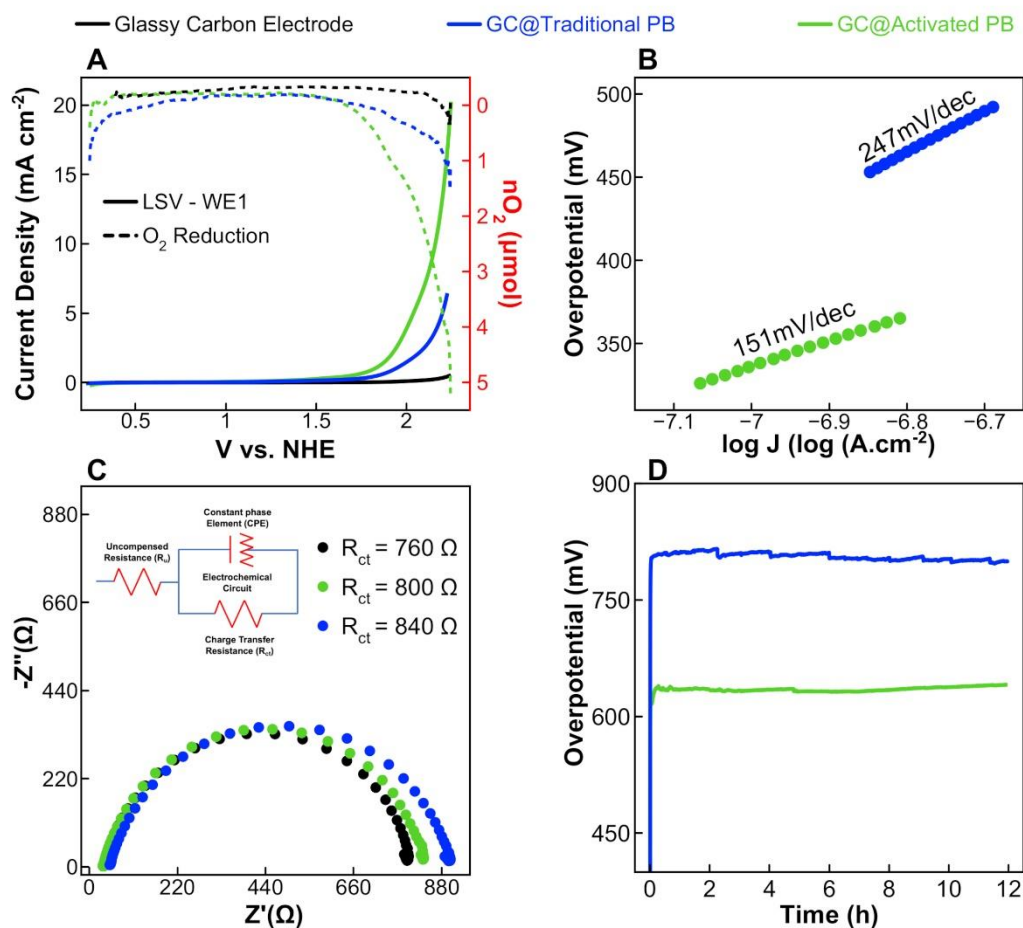 Glassy Carbon Electrode
GC@Traditional PB
GC@Activated PB
A
Current Density (mA cm⁻²)
20
15
10
5
0
LSV - WE1
O₂ Reduction
0
1
2
3
4
5
nO₂ (μmol)
0.5
1
1.5
2
V vs. NHE
B
Overpotential (mV)
500
450
400
350
247mV/dec
151mV/dec
−7.1
−7
−6.9
−6.8
−6.7
log J (log (A.cm⁻²)
C
-Z''(Ω)
880
660
440
220
0
Constant phase
Element (CPE)
Uncompensed
Resistance (Rᵤ)
Electrochemical
Circuit
Charge Transfer
Resistance (R꜀ₜ)
R_ct = 760 Ω
R_ct = 800 Ω
R_ct = 840 Ω
0
220
440
660
880
Z'(Ω)
D
Overpotential (mV)
900
750
600
450
0
2
4
6
8
10
12
Time (h)